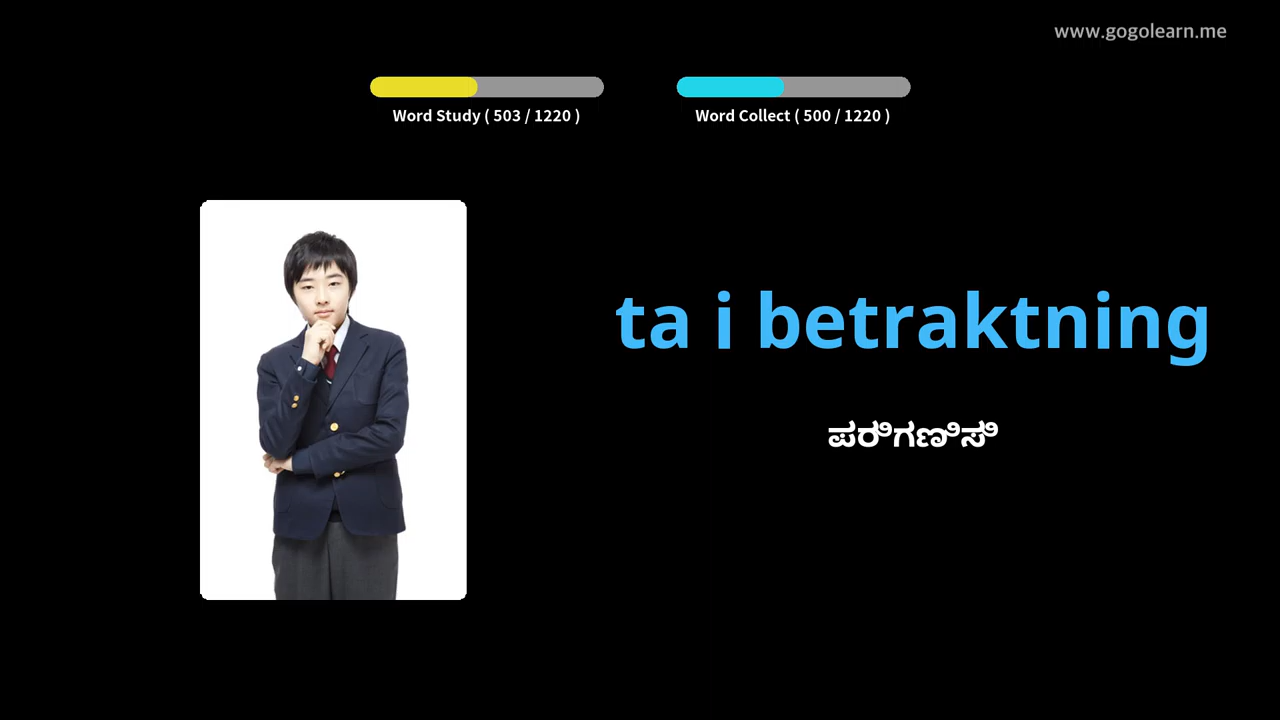 www.gogolearn.me
Word Study ( 503 / 1220 )
Word Collect ( 500 / 1220 )
ta i betraktning
ಪರಿಗಣಿಸಿ